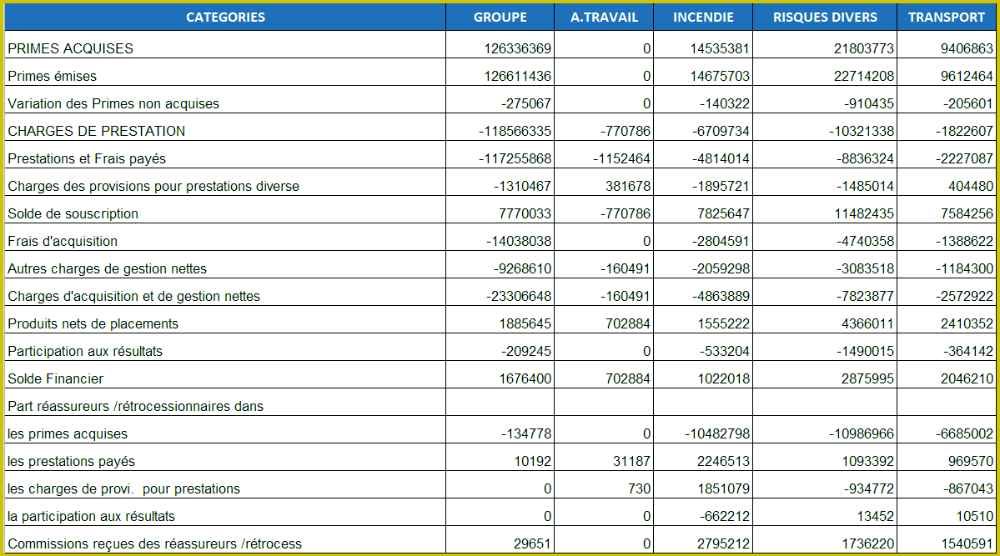 CATEGORIES GROUPE A.TRAVAIL INCENDIE RISQUES DIVERS TRANSPORT
PRIMES ACQUISES 126336369 0 14535381 21803773 9406863
Primes émises 126611436 0 14675703 22714208 9612464
Variation des Primes non acquises -275067 0 -140322 -910435 -205601
CHARGES DE PRESTATION -118566335 -770786 -6709734 -10321338 -1822607
Prestations et Frais payés -117255868 -1152464 -4814014 -8836324 -2227087
Charges des provisions pour prestations diverse -1310467 381678 -1895721 -1485014 404480
Solde de souscription 7770033 -770786 7825647 11482435 7584256
Frais d'acquisition -14038038 0 -2804591 -4740358 -1388622
Autres charges de gestion nettes -9268610 -160491 -2059298 -3083518 -1184300
Charges d'acquisition et de gestion nettes -23306648 -160491 -4863889 -7823877 -2572922
Produits nets de placements 1885645 702884 1555222 4366011 2410352
Participation aux résultats -209245 0 -533204 -1490015 -364142
Solde Financier 1676400 702884 1022018 2875995 2046210
Part réassureurs /rétrocessionnaires dans
les primes acquises -134778 0 -10482798 -10986966 -6685002
les prestations payés 10192 31187 2246513 1093392 969570
les charges de provi.  pour prestations 0 730 1851079 -934772 -867043
la participation aux résultats 0 0 -662212 13452 10510
Commissions reçues des réassureurs /rétrocess 29651 0 2795212 1736220 1540591